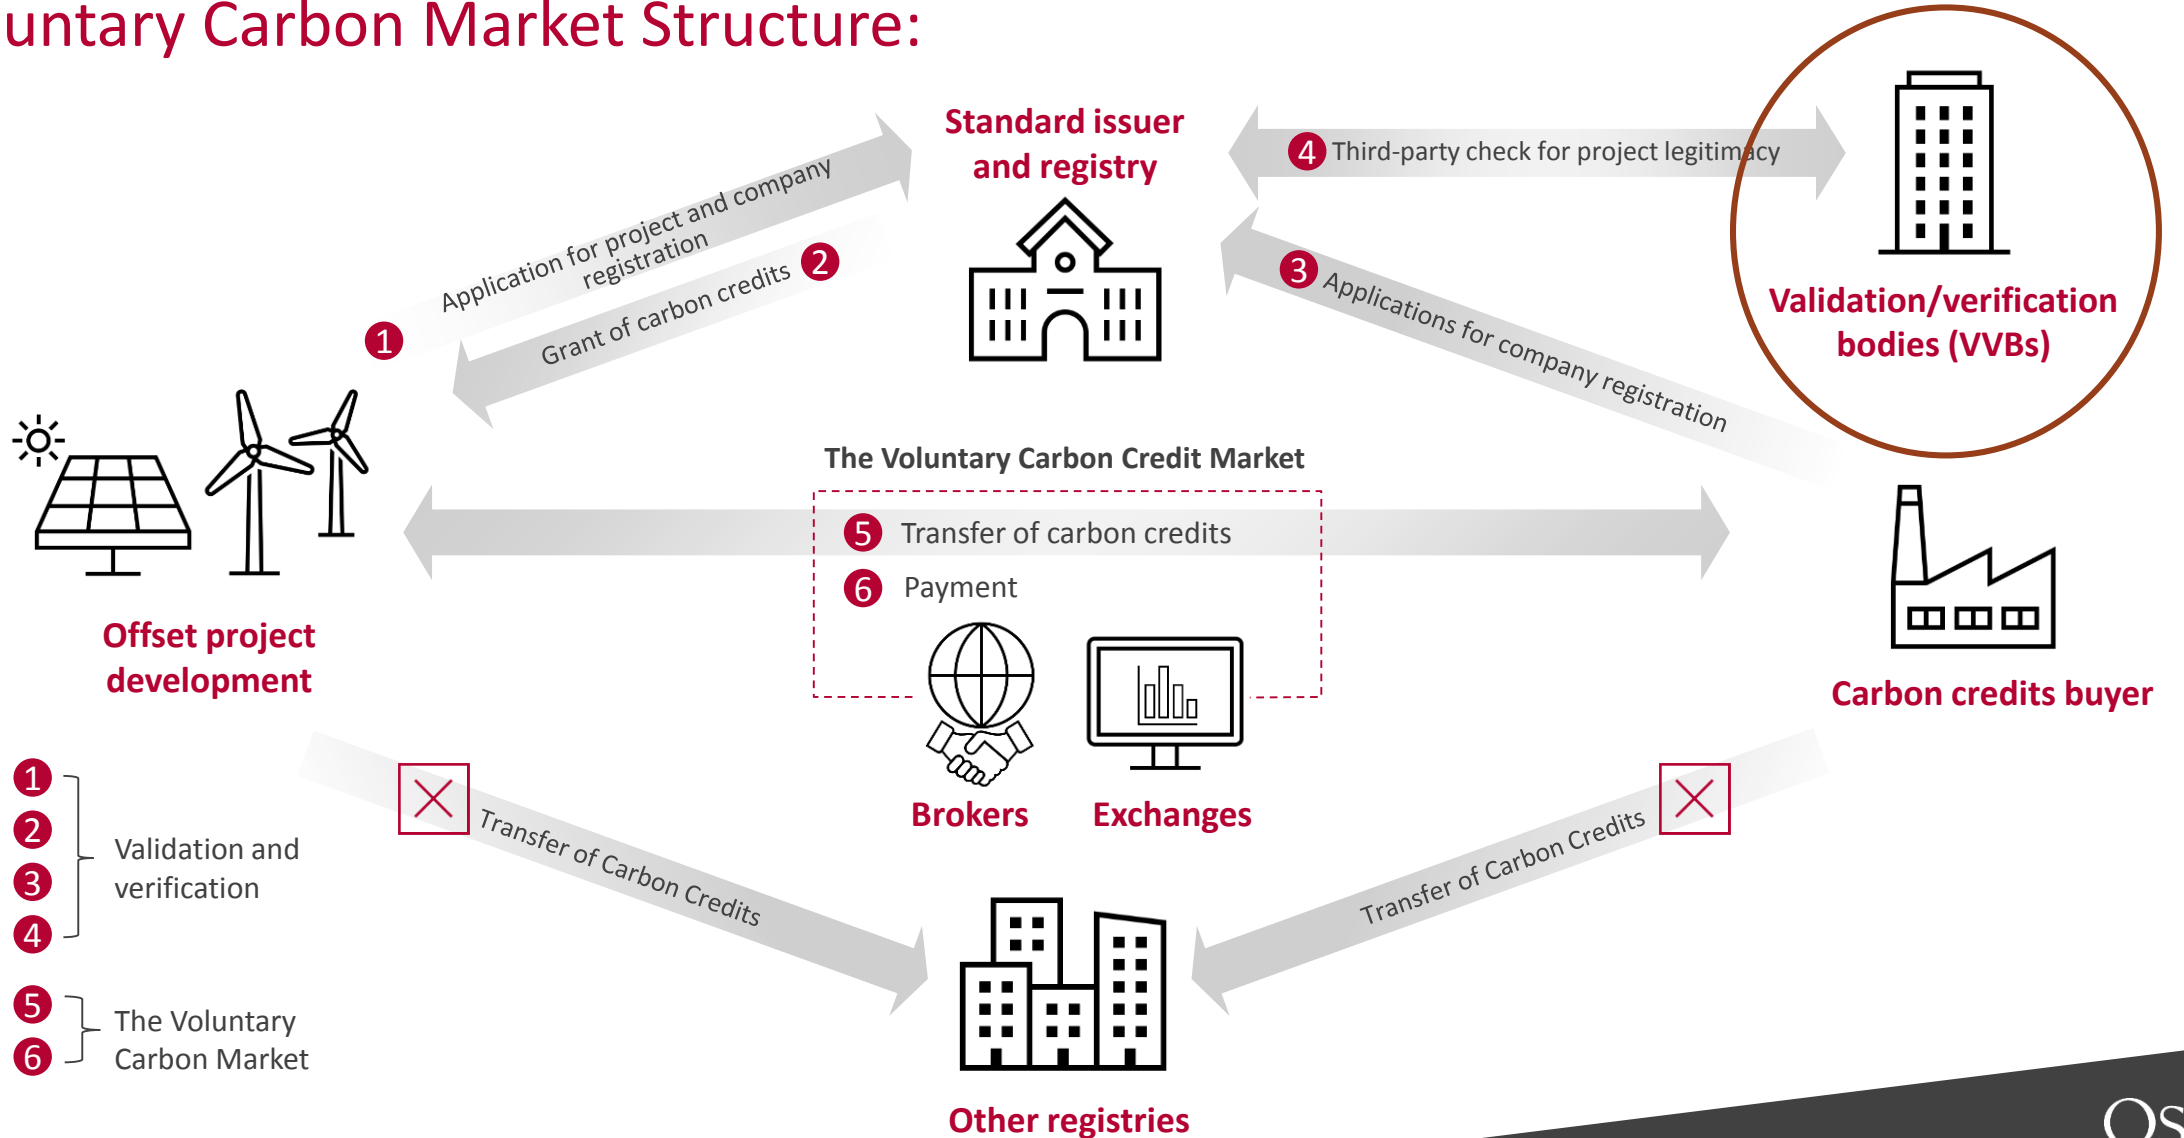 untary Carbon Market Structure:
Standard issuer
and registry
4 Third-party check for project legitimacy
Application for project and company
registration
1
Grant of carbon credits 2
3 Applications for company registration
Validation/verification
bodies (VVBs)
The Voluntary Carbon Credit Market
5 Transfer of carbon credits
6 Payment
Offset project
development
Brokers
Exchanges
Carbon credits buyer
Transfer of Carbon Credits
Transfer of Carbon Credits
1
2
3
4
Validation and
verification
5
6
The Voluntary
Carbon Market
Other registries
Os